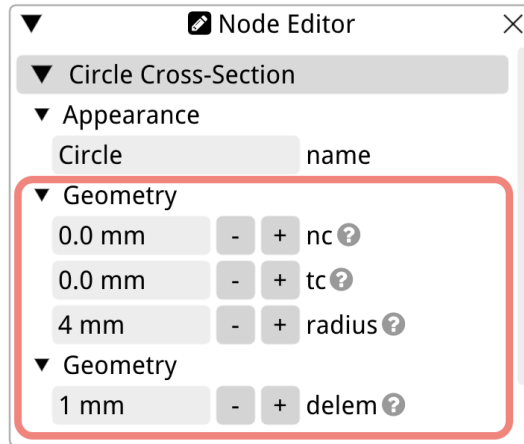 Node Editor
Circle Cross-Section
Appearance
Circle name
Geometry
0.0 mm - + nc ?
0.0 mm - + tc ?
4 mm - + radius ?
Geometry
1 mm - + delem ?